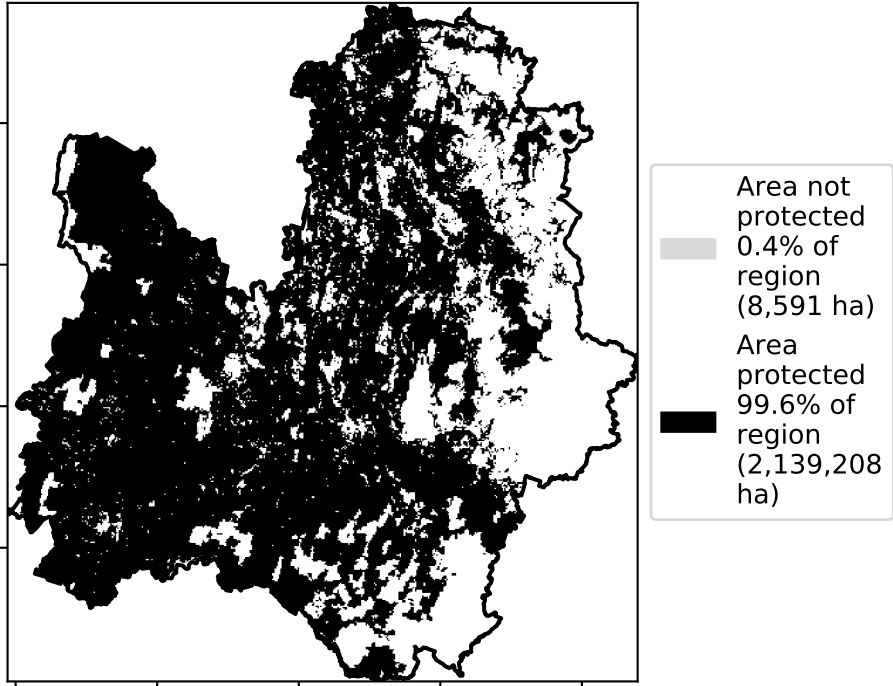 Area not
protected
0.4% of
region
(8,591 ha)
Area
protected
99.6% of
region
(2,139,208
ha)